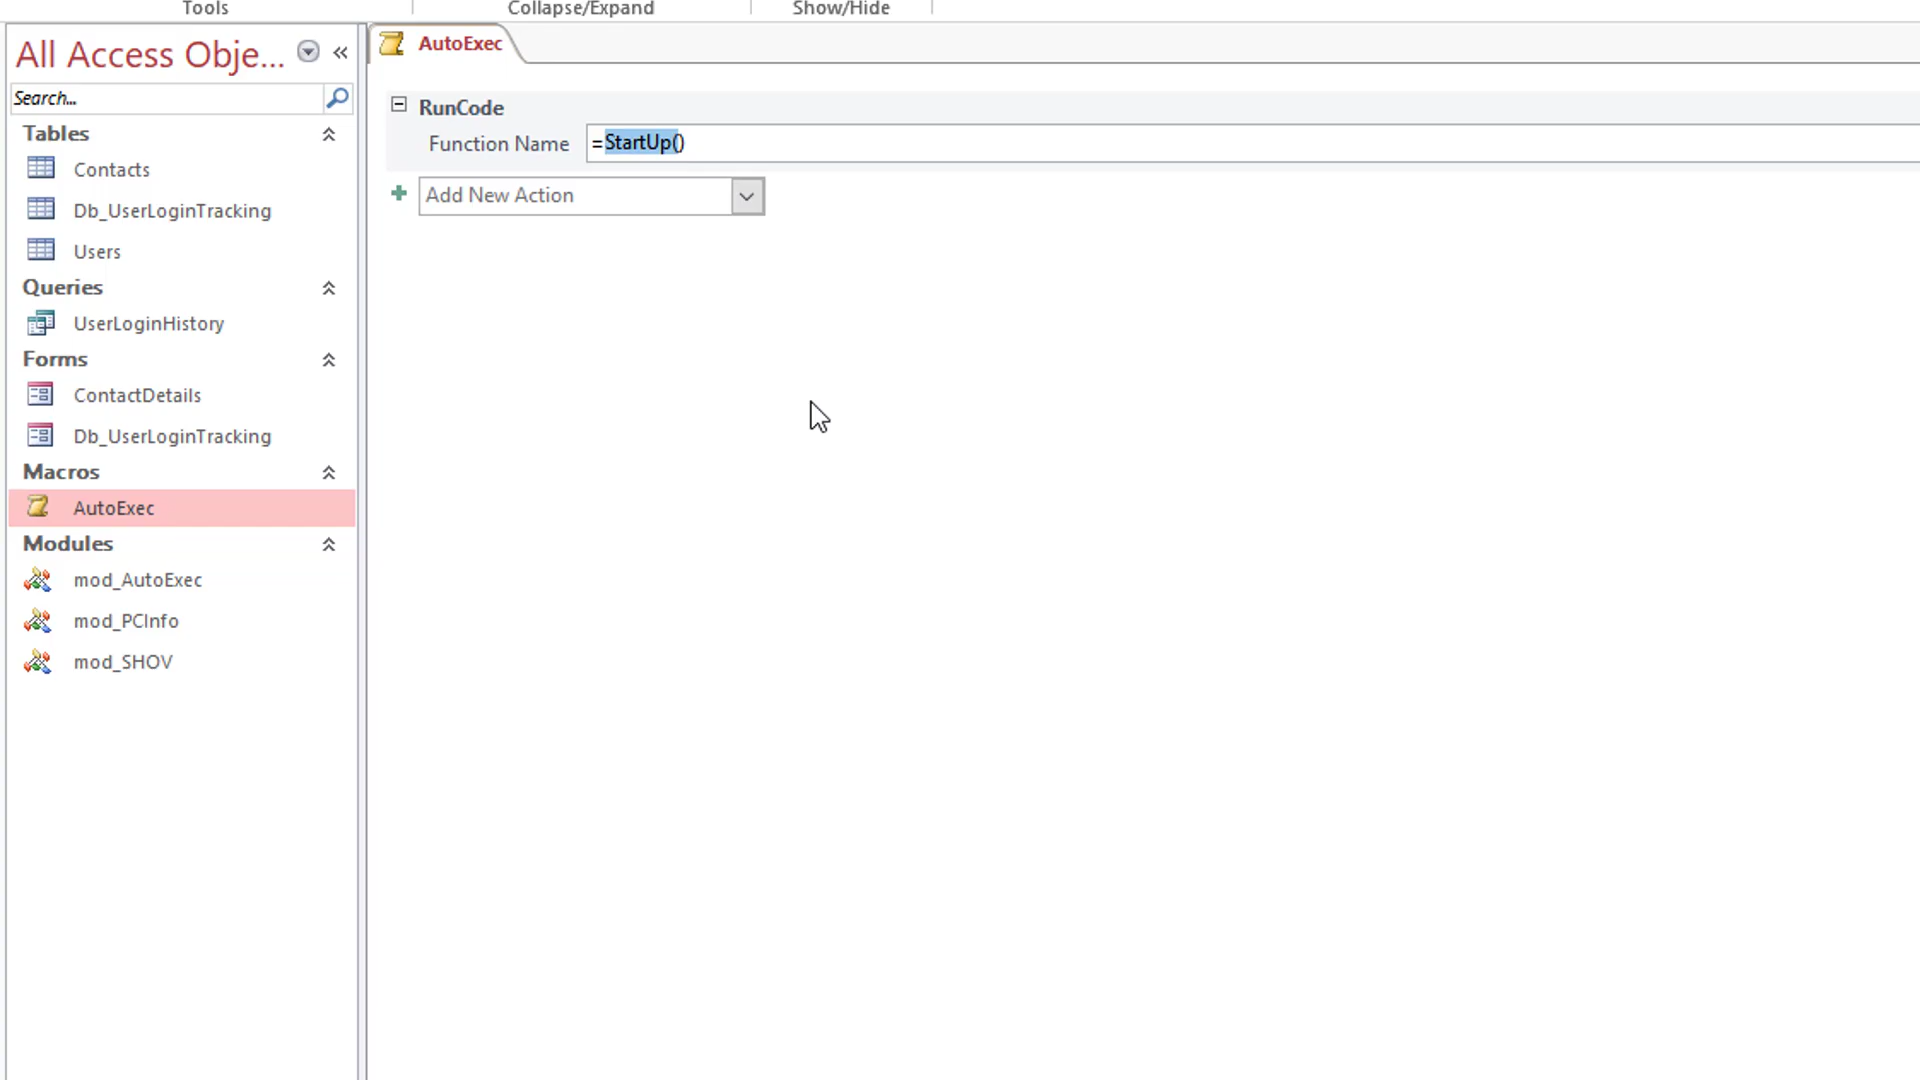 Tools
Collapse/Expand
Show/Hide
All Access Obje...
Search...
Tables
Contacts
Db_UserLoginTracking
Users
Queries
UserLoginHistory
Forms
ContactDetails
Db_UserLoginTracking
Macros
AutoExec
Modules
mod_AutoExec
mod_PCInfo
mod_SHOV
AutoExec
RunCode
Function Name =StartUp()
Add New Action